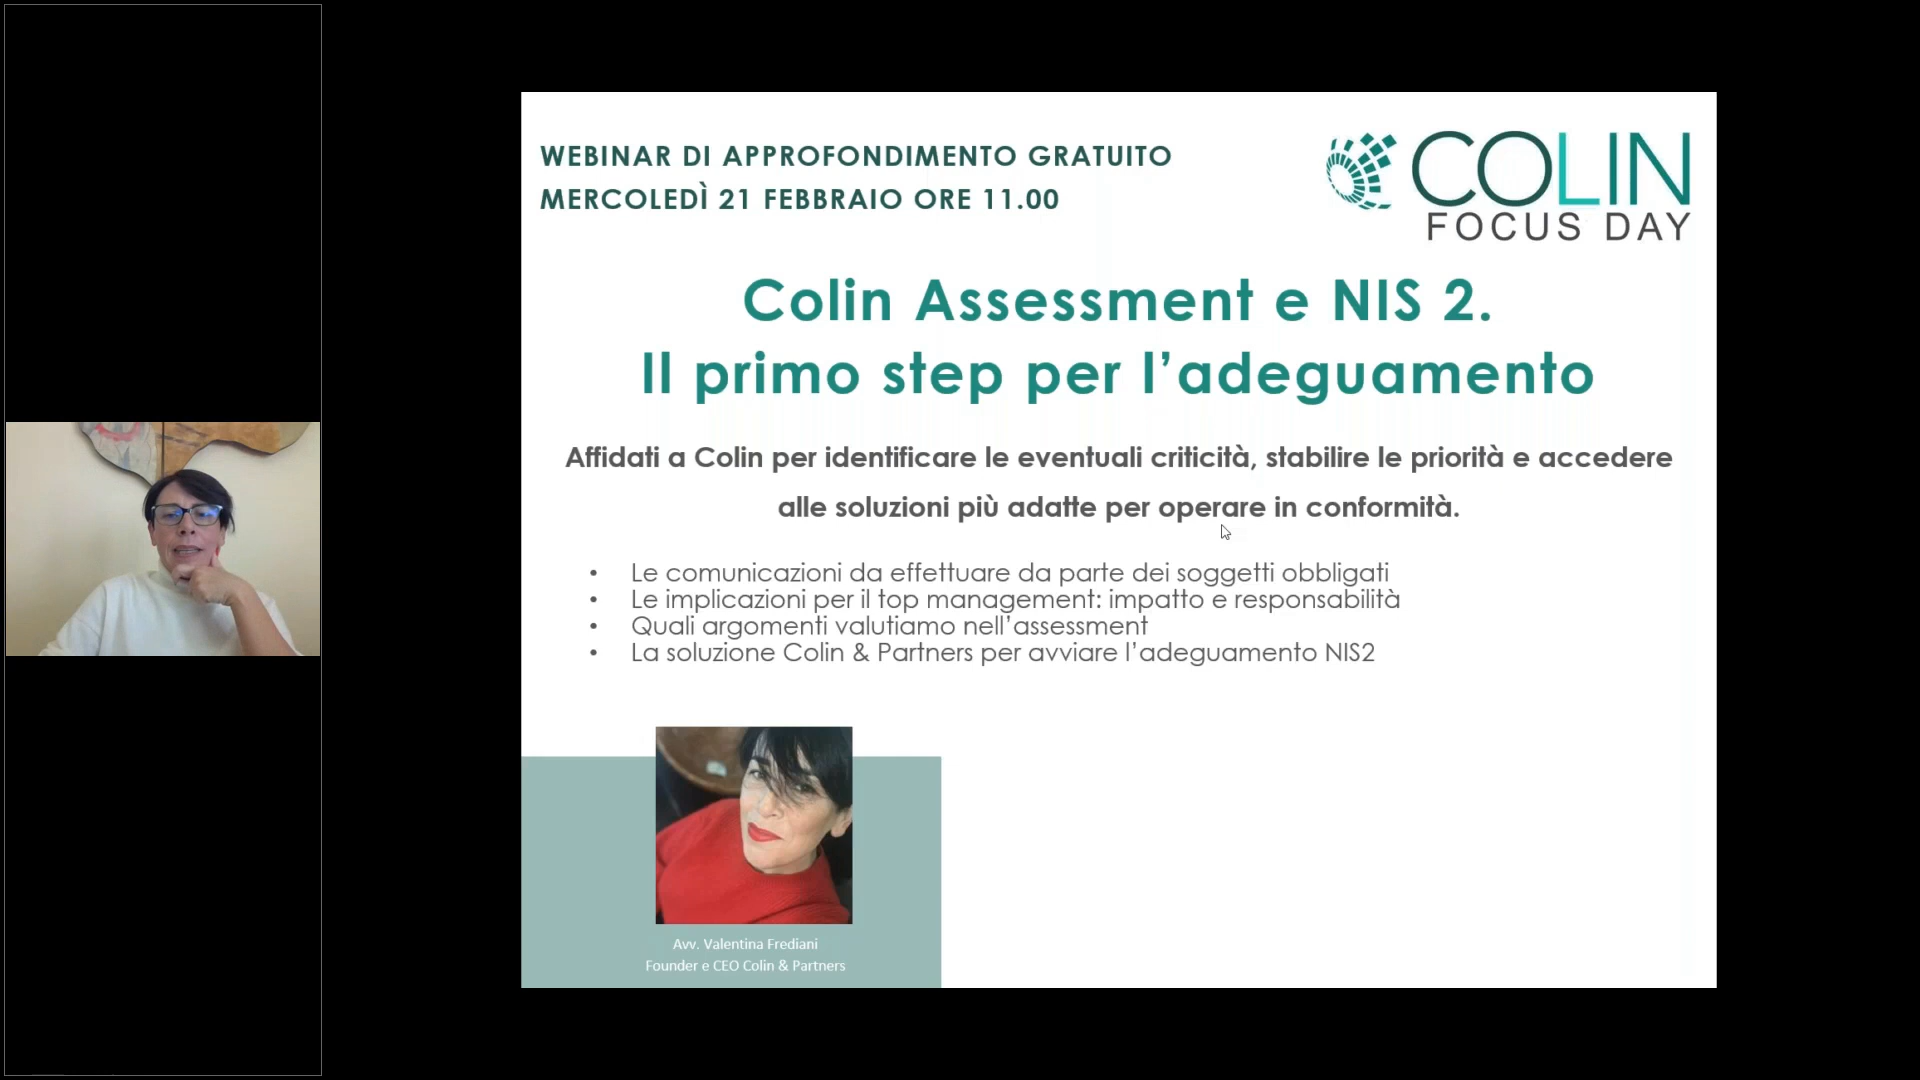 WEBINAR DI APPROFONDIMENTO GRATUITO
MERCOLEDÌ 21 FEBBRAIO ORE 11.00
COLIN
FOCUS DAY
Colin Assessment e NIS 2.
Il primo step per l’adeguamento
Affidati a Colin per identificare le eventuali criticità, stabilire le priorità e accedere
alle soluzioni più adatte per operare in conformità.
• Le comunicazioni da effettuare da parte dei soggetti obbligati
• Le implicazioni per il top management: impatto e responsabilità
• Quali argomenti valutiamo nell’assessment
• La soluzione Colin & Partners per avviare l’adeguamento NIS2
Avv. Valentina Frediani
Founder e CEO Colin & Partners